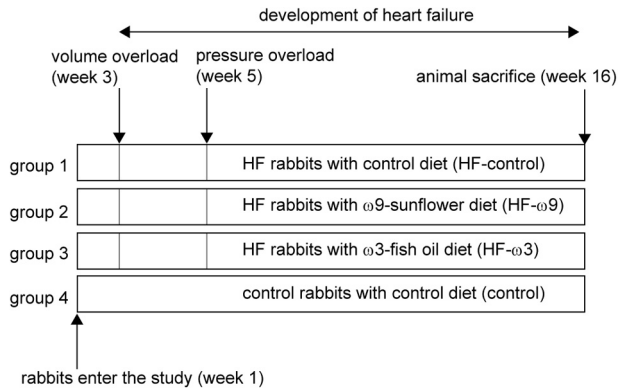 development of heart failure
volume overload
(week 3)
pressure overload
(week 5)
animal sacrifice (week 16)
group 1
HF rabbits with control diet (HF-control)
group 2
HF rabbits with ω9-sunflower diet (HF-ω9)
group 3
HF rabbits with ω3-fish oil diet (HF-ω3)
group 4
control rabbits with control diet (control)
rabbits enter the study (week 1)